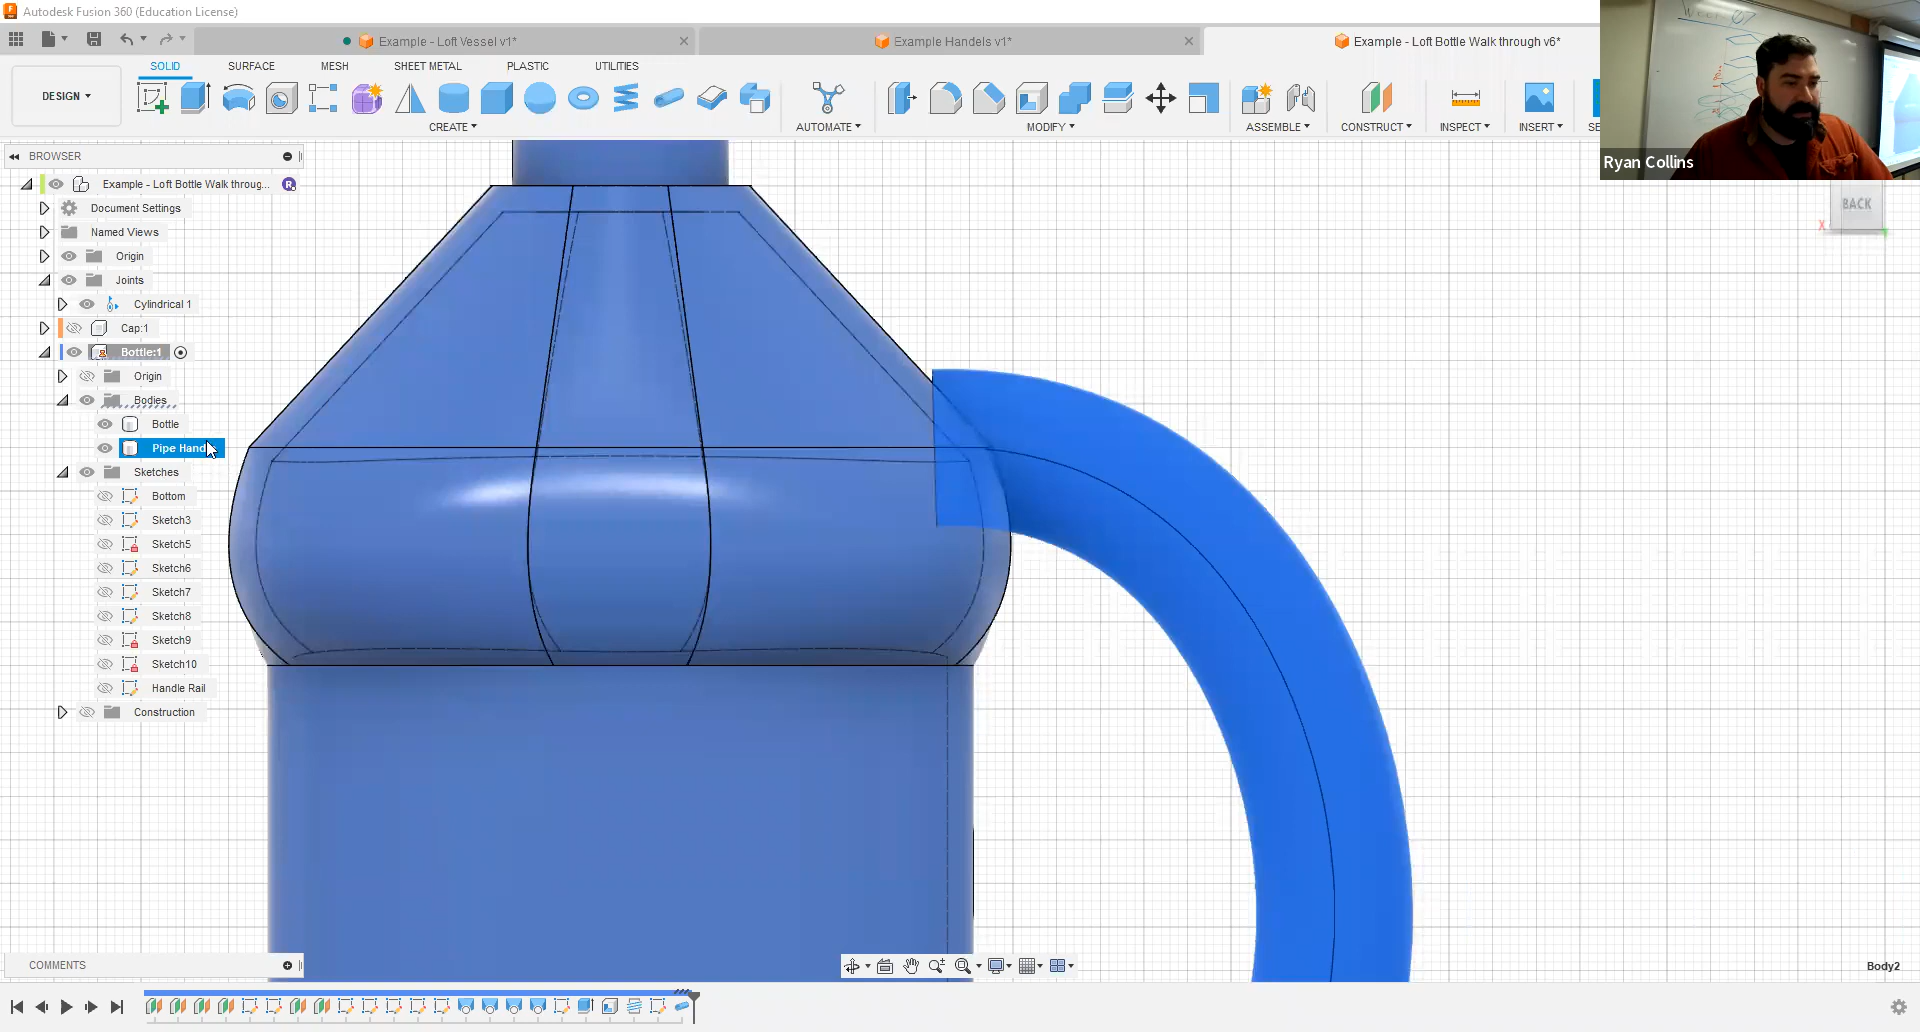 Autodesk Fusion 360 (Education License)
Example - Loft Vessel v1*
Example Handels v1*
Example - Loft Bottle Walk through v6*
SOLID SURFACE MESH SHEET METAL PLASTIC UTILITIES
DESIGN
CREATE AUTOMATE MODIFY ASSEMBLE CONSTRUCT INSPECT INSERT SE
Ryan Collins
BROWSER
Example - Loft Bottle Walk throug...
R
Document Settings
Named Views
Origin
Joints
Cylindrical 1
Cap:1
Bottle:1
Origin
Bodies
Bottle
Pipe Hand
Sketches
Bottom
Sketch3
Sketch5
Sketch6
Sketch7
Sketch8
Sketch9
Sketch10
Handle Rail
Construction
BACK
X
COMMENTS
Body2